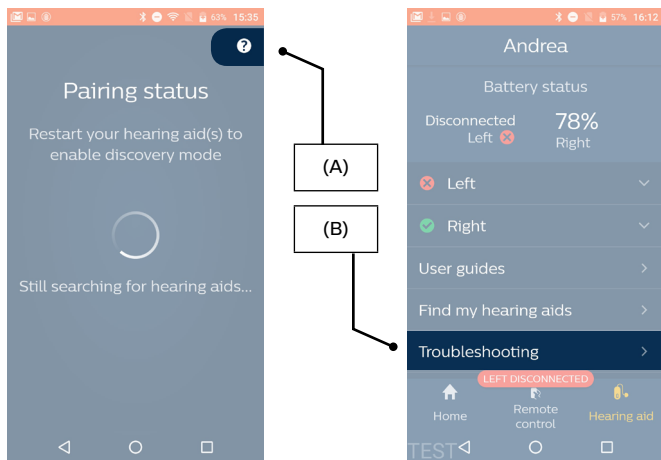 63% 15:35
?
Pairing status
Restart your hearing aid(s) to
enable discovery mode
Still searching for hearing aids...
(A)
(B)
57% 16:12
Andrea
Battery status
Disconnected
Left
78%
Right
Left
Right
User guides
Find my hearing aids
Troubleshooting
LEFT DISCONNECTED
Home
Remote
control
Hearing aid
TEST